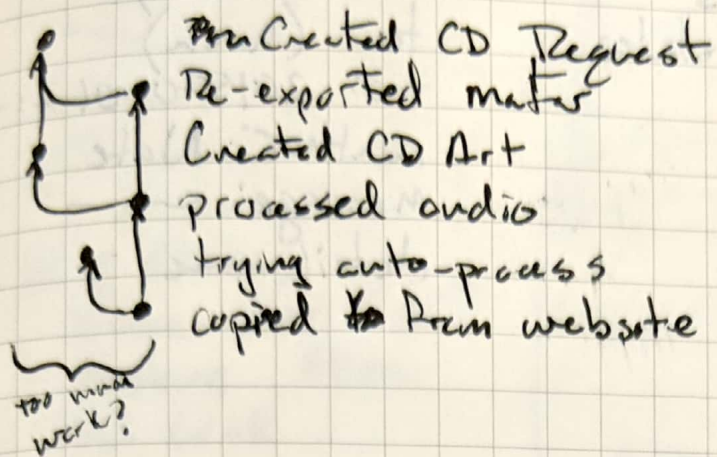 Created CD Request
Re-exported master
Created CD Art
processed audio
trying auto-process
copied from website
too much
work?